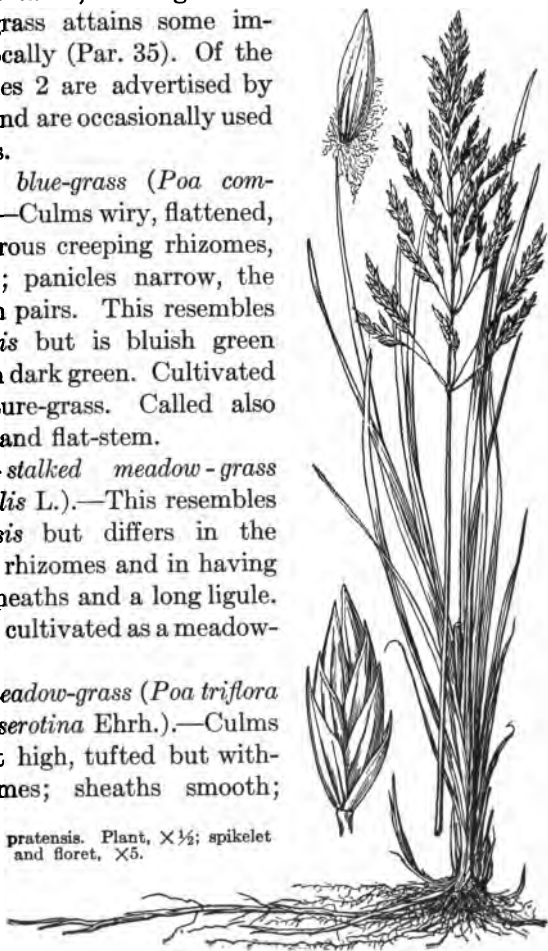 grass attains some im-
cally (Par. 35). Of the
es 2 are advertised by
nd are occasionally used
s.
blue-grass (Poa com-
—Culms wiry, flattened,
rous creeping rhizomes,
; panicles narrow, the
n pairs. This resembles
is but is bluish green
n dark green. Cultivated
ure-grass. Called also
and flat-stem.
-stalked meadow-grass
lis L.).—This resembles
sis but differs in the
rhizomes and in having
heaths and a long ligule.
cultivated as a meadow-
eadow-grass (Poa triflora
serotina Ehrh.).—Culms
t high, tufted but with-
mes; sheaths smooth;
pratensis. Plant, X½; spikelet
and floret, X5.